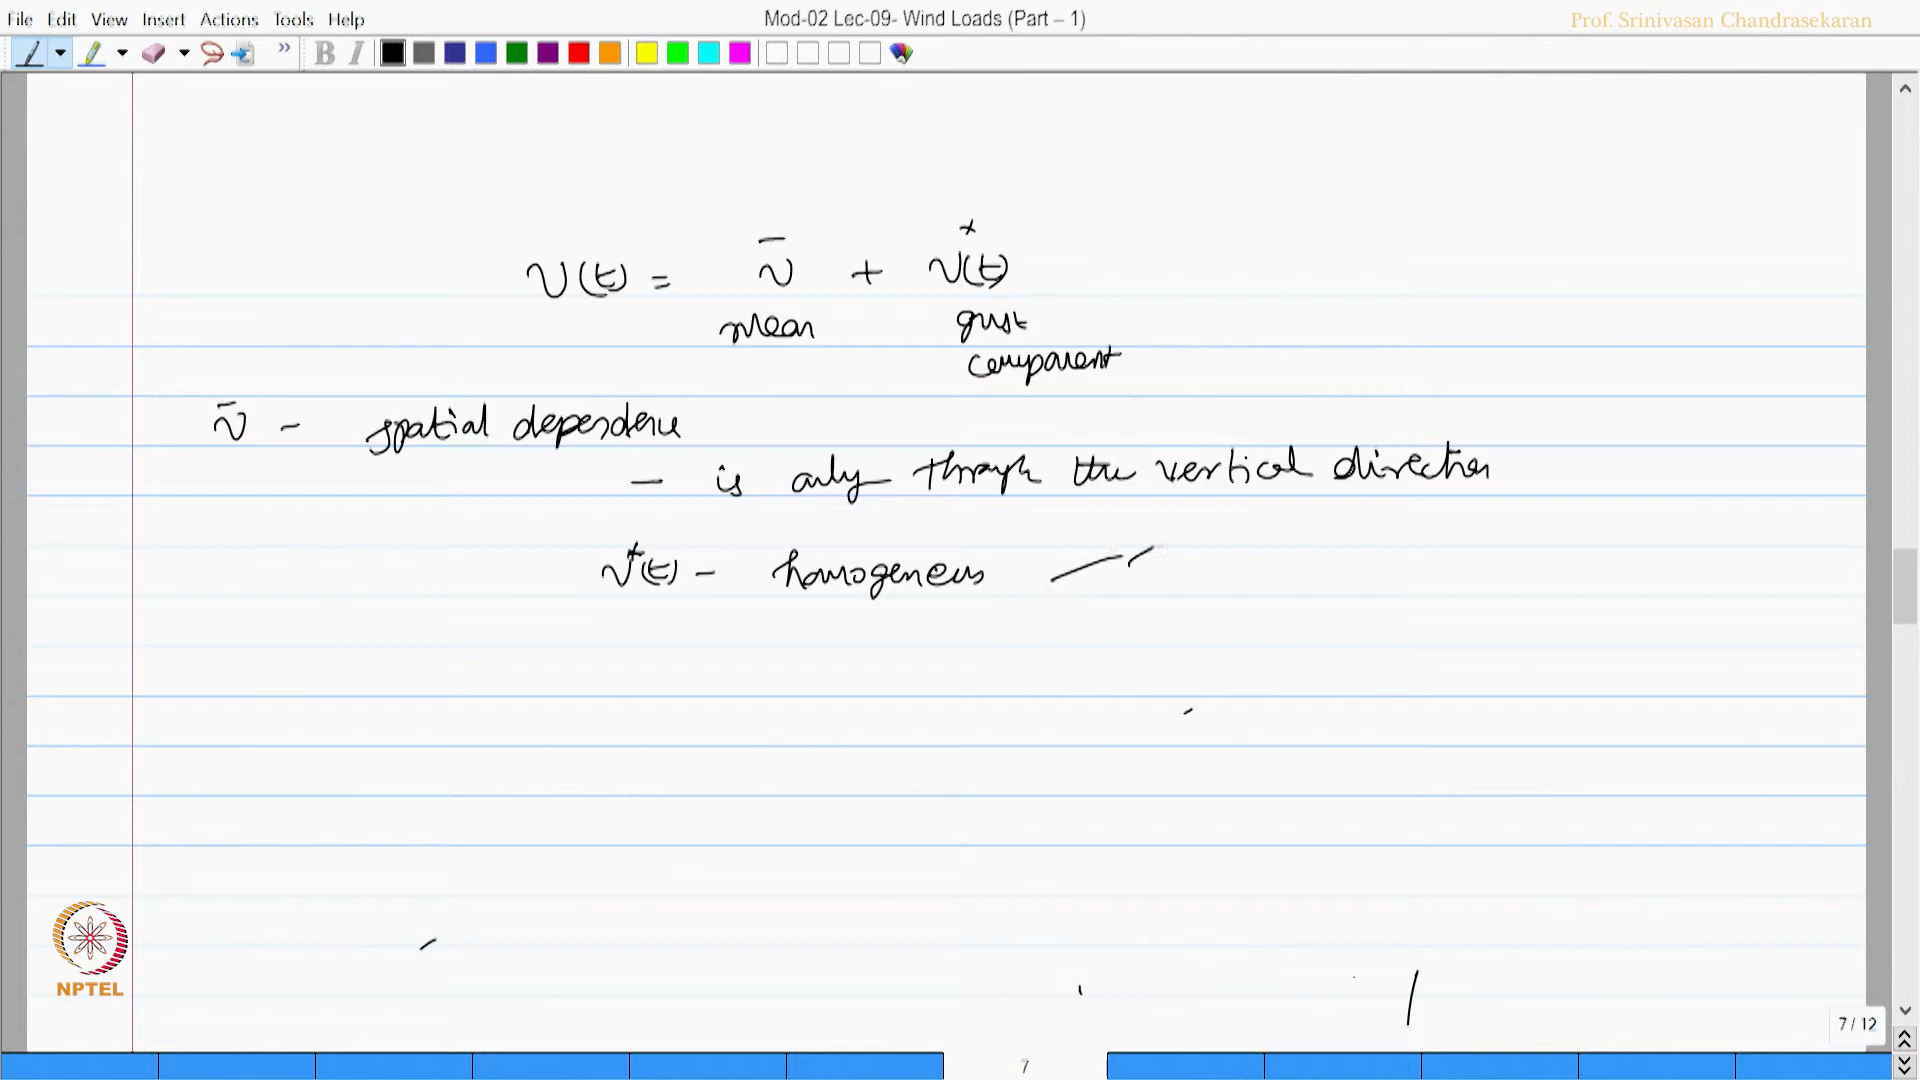 File Edit View Insert Actions Tools Help
Mod-02 Lec-09- Wind Loads (Part – 1)
Prof. Srinivasan Chandrasekaran
B I
v(t) = v̄ + v⁺(t)
mean gust
component
v̄ - spatial dependence
- is only through the vertical direction
v⁺(t) - homogeneous
NPTEL
7 / 12
7